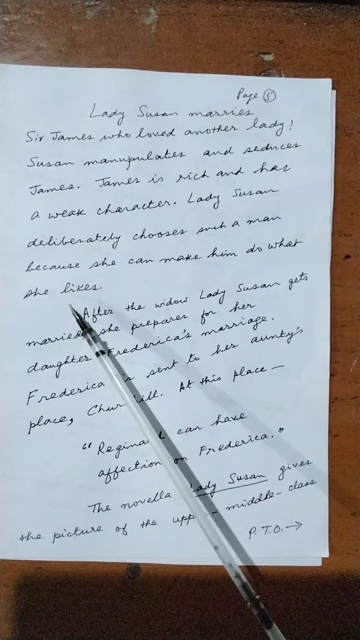 Page 5
Lady Susan marries
Sir James who loved another lady!
Susan manupulates and seduces
James. James is rich and has
a weak character. Lady Susan
deliberately chooses such a man
because she can make him do what
she likes.
After the widow Lady Susan gets
married she prepares for her
daughter Frederica's marriage.
Frederica is sent to her aunty's
place, At this place —
" can have
affection on Frederica."
The novella Lady Susan gives
the picture of the middle-class
P.T.O. →